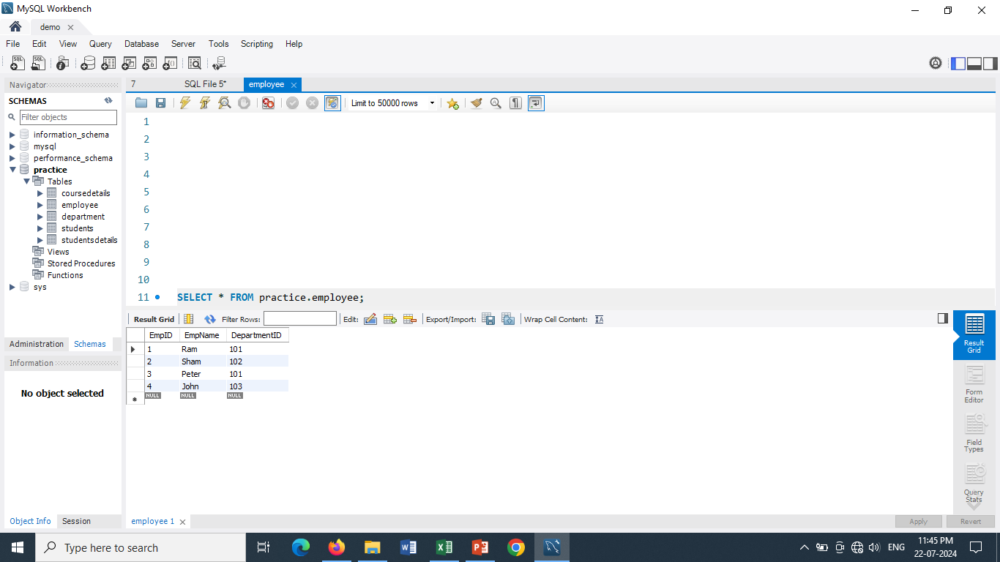 MySQL Workbench
demo
File Edit View Query Database Server Tools Scripting Help
Navigator
SCHEMAS
Filter objects
information_schema
mysql
performance_schema
practice
Tables
coursedetails
employee
department
students
studentsdetails
Views
Stored Procedures
Functions
sys
Administration Schemas
Information
No object selected
Object Info Session
7 SQL File 5* employee
Limit to 50000 rows
1
2
3
4
5
6
7
8
9
10
11 SELECT * FROM practice.employee;
Result Grid Filter Rows: Edit: Export/Import: Wrap Cell Content:
EmpID EmpName DepartmentID
1 Ram 101
2 Sham 102
3 Peter 101
4 John 103
NULL NULL NULL
Result
Grid
Form
Editor
Field
Types
Query
Stats
employee 1
Apply Revert
Type here to search
ENG
11:45 PM
22-07-2024